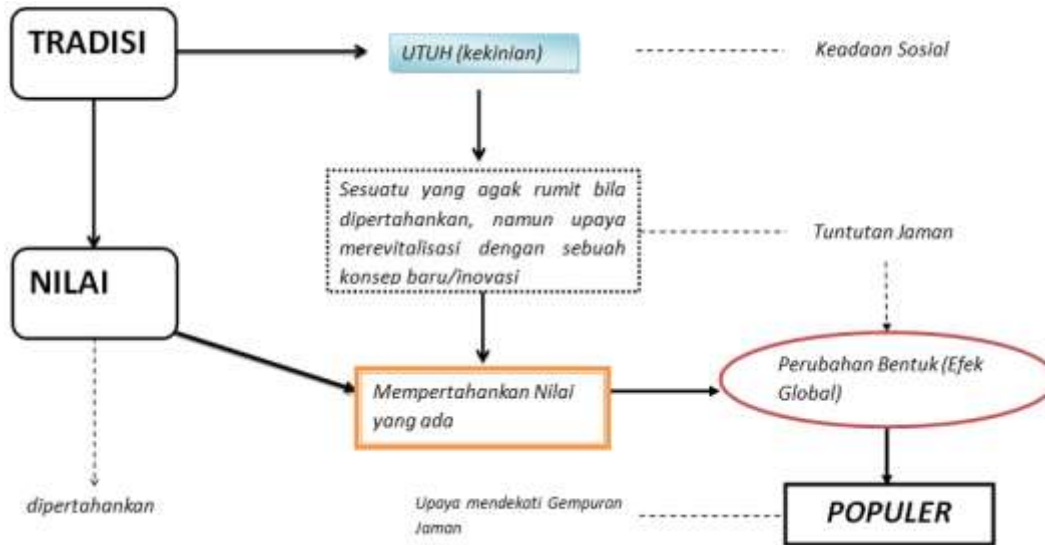 TRADISI
UTUH (kekinian)
Keadaan Sosial
Sesuatu yang agak rumit bila
dipertahankan, namun upaya
merevitalisasi dengan sebuah
konsep baru/inovasi
Tuntutan Jaman
NILAI
Mempertahankan Nilai
yang ada
Perubahan Bentuk (Efek
Global)
dipertahankan
Upaya mendekati Gempuran
Jaman
POPULER